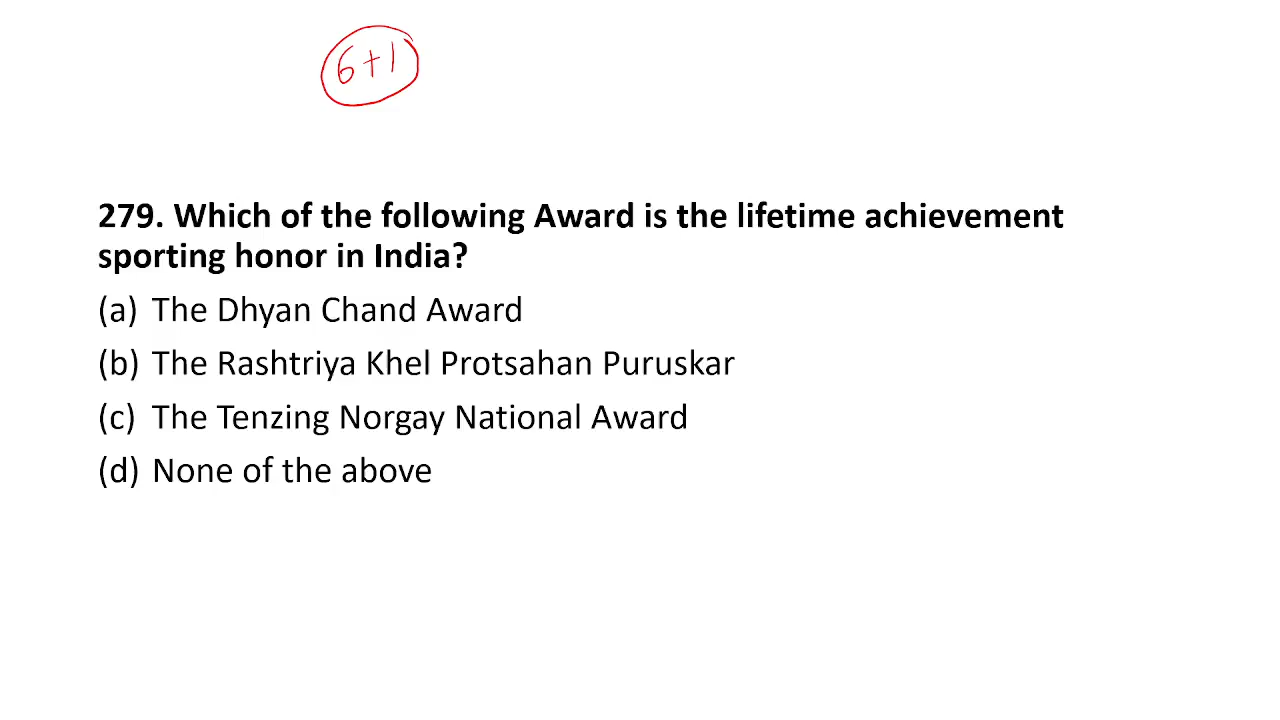 6+1
279. Which of the following Award is the lifetime achievement
sporting honor in India?
(a) The Dhyan Chand Award
(b) The Rashtriya Khel Protsahan Puruskar
(c) The Tenzing Norgay National Award
(d) None of the above